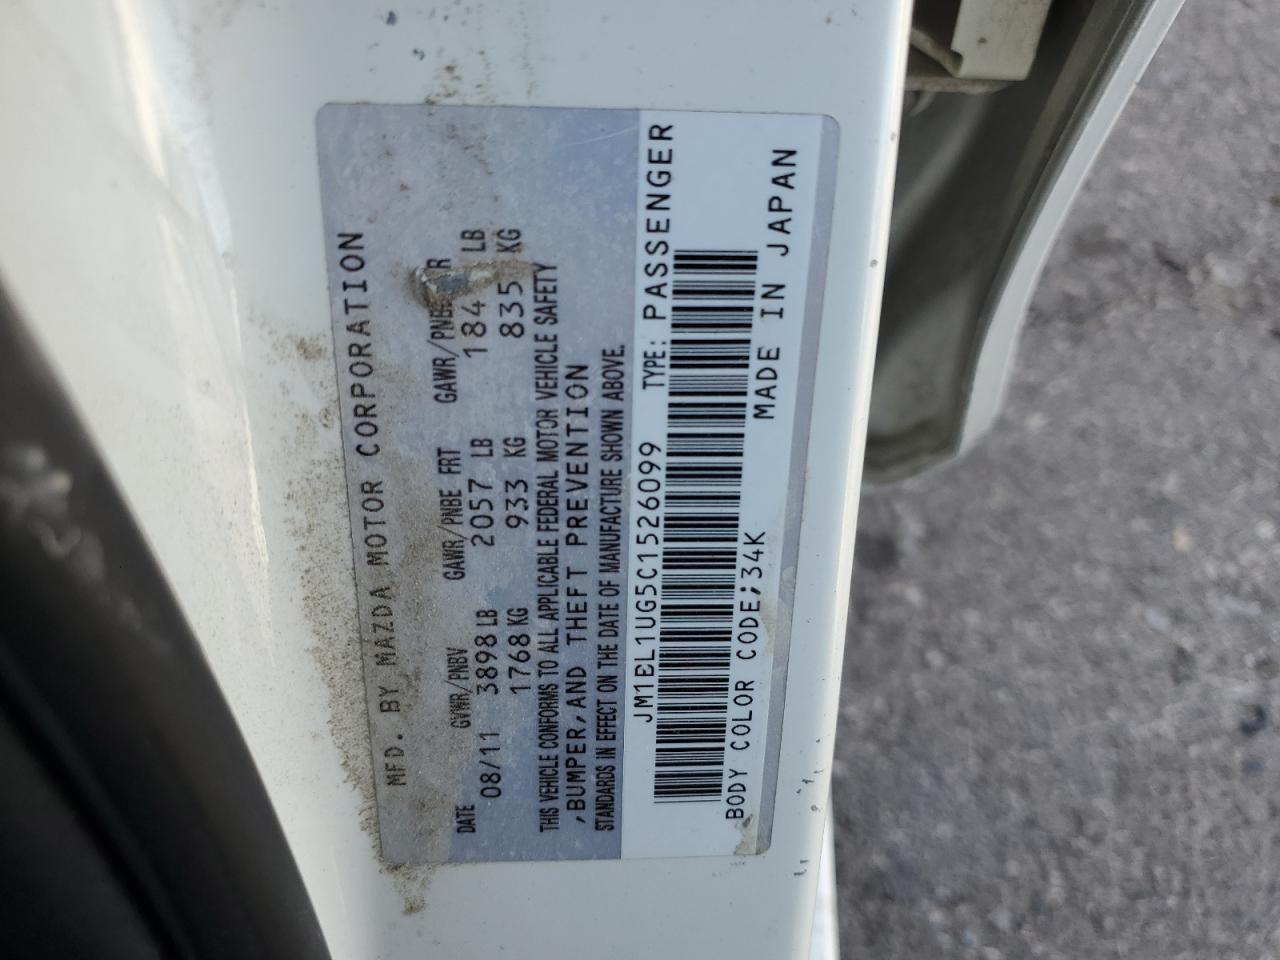 MFD. BY MAZDA MOTOR CORPORATION
DATE GVWR/PNBV GAWR/PNBE FRT GAWR/PNBE
08/11 3898 LB 2057 LB LB
1768 KG 933 KG 835 KG
THIS VEHICLE CONFORMS TO ALL APPLICABLE FEDERAL MOTOR VEHICLE SAFETY
,BUMPER,AND THEFT PREVENTION
STANDARDS IN EFFECT ON THE DATE OF MANUFACTURE SHOWN ABOVE.
JM1BL1UG5C1526099 TYPE: PASSENGER
BODY COLOR CODE;34K MADE IN JAPAN